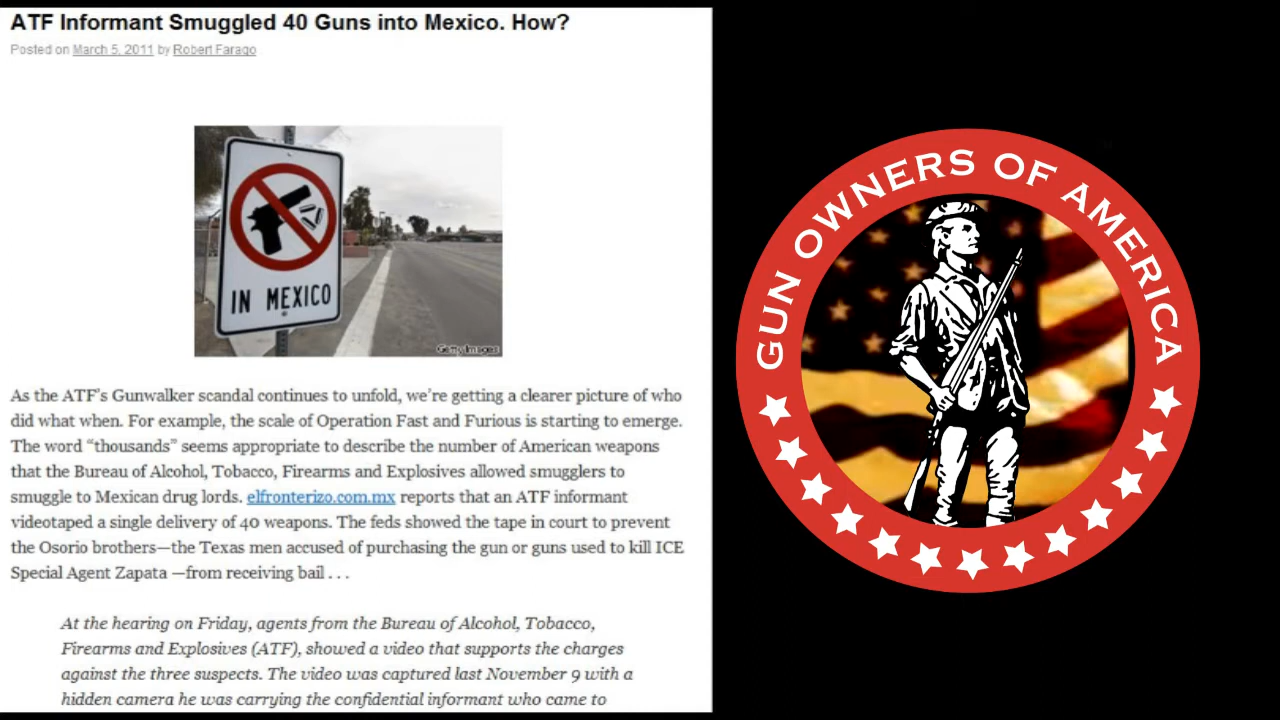 ATF Informant Smuggled 40 Guns into Mexico. How?
Posted on March 5, 2011 by Robert Farago
IN MEXICO
Getty Images
As the ATF's Gunwalker scandal continues to unfold, we're getting a clearer picture of who
did what when. For example, the scale of Operation Fast and Furious is starting to emerge.
The word “thousands” seems appropriate to describe the number of American weapons
that the Bureau of Alcohol, Tobacco, Firearms and Explosives allowed smugglers to
smuggle to Mexican drug lords. elfronterizo.com.mx reports that an ATF informant
videotaped a single delivery of 40 weapons. The feds showed the tape in court to prevent
the Osorio brothers—the Texas men accused of purchasing the gun or guns used to kill ICE
Special Agent Zapata —from receiving bail . . .
At the hearing on Friday, agents from the Bureau of Alcohol, Tobacco,
Firearms and Explosives (ATF), showed a video that supports the charges
against the three suspects. The video was captured last November 9 with a
hidden camera he was carrying the confidential informant who came to
GUN OWNERS OF AMERICA